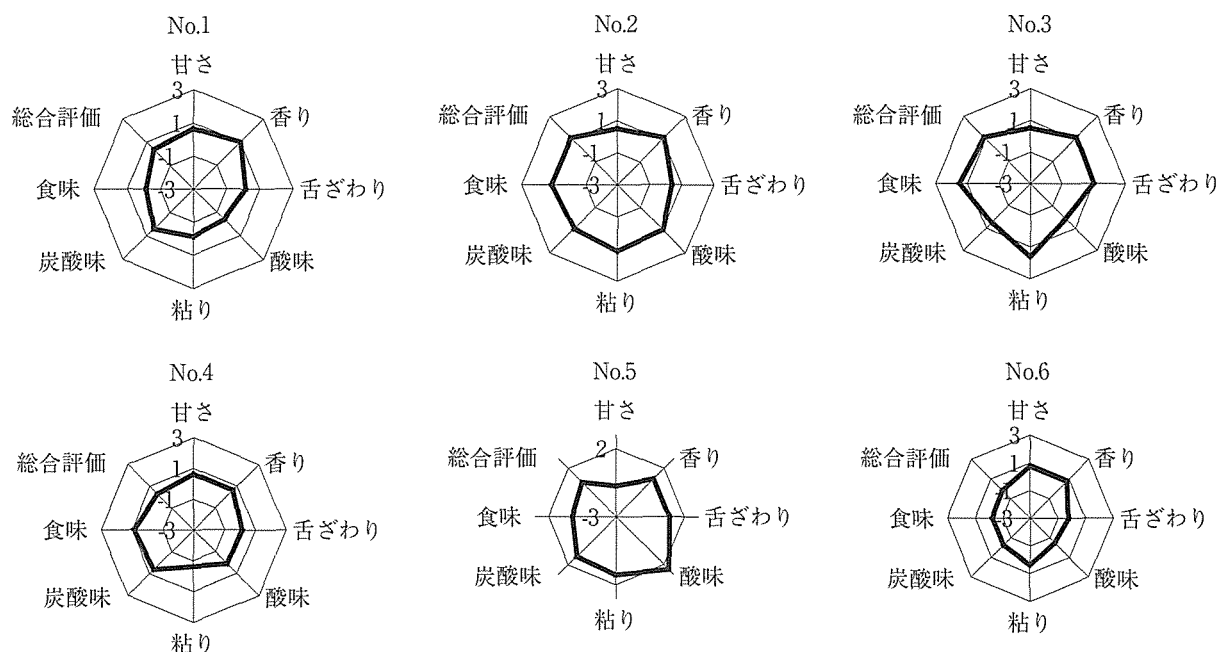 No.1
甘さ
3
香り
1
総合評価
-1
食味
-3
舌ざわり
炭酸味
酸味
粘り
No.2
甘さ
3
香り
1
総合評価
-1
食味
-3
舌ざわり
炭酸味
酸味
粘り
No.3
甘さ
3
香り
1
総合評価
-1
食味
-3
舌ざわり
炭酸味
酸味
粘り
No.4
甘さ
3
香り
1
総合評価
-1
食味
-3
舌ざわり
炭酸味
酸味
粘り
No.5
甘さ
2
香り
総合評価
食味
-3
舌ざわり
炭酸味
酸味
粘り
No.6
甘さ
3
香り
1
総合評価
食味
-3
舌ざわり
炭酸味
酸味
粘り